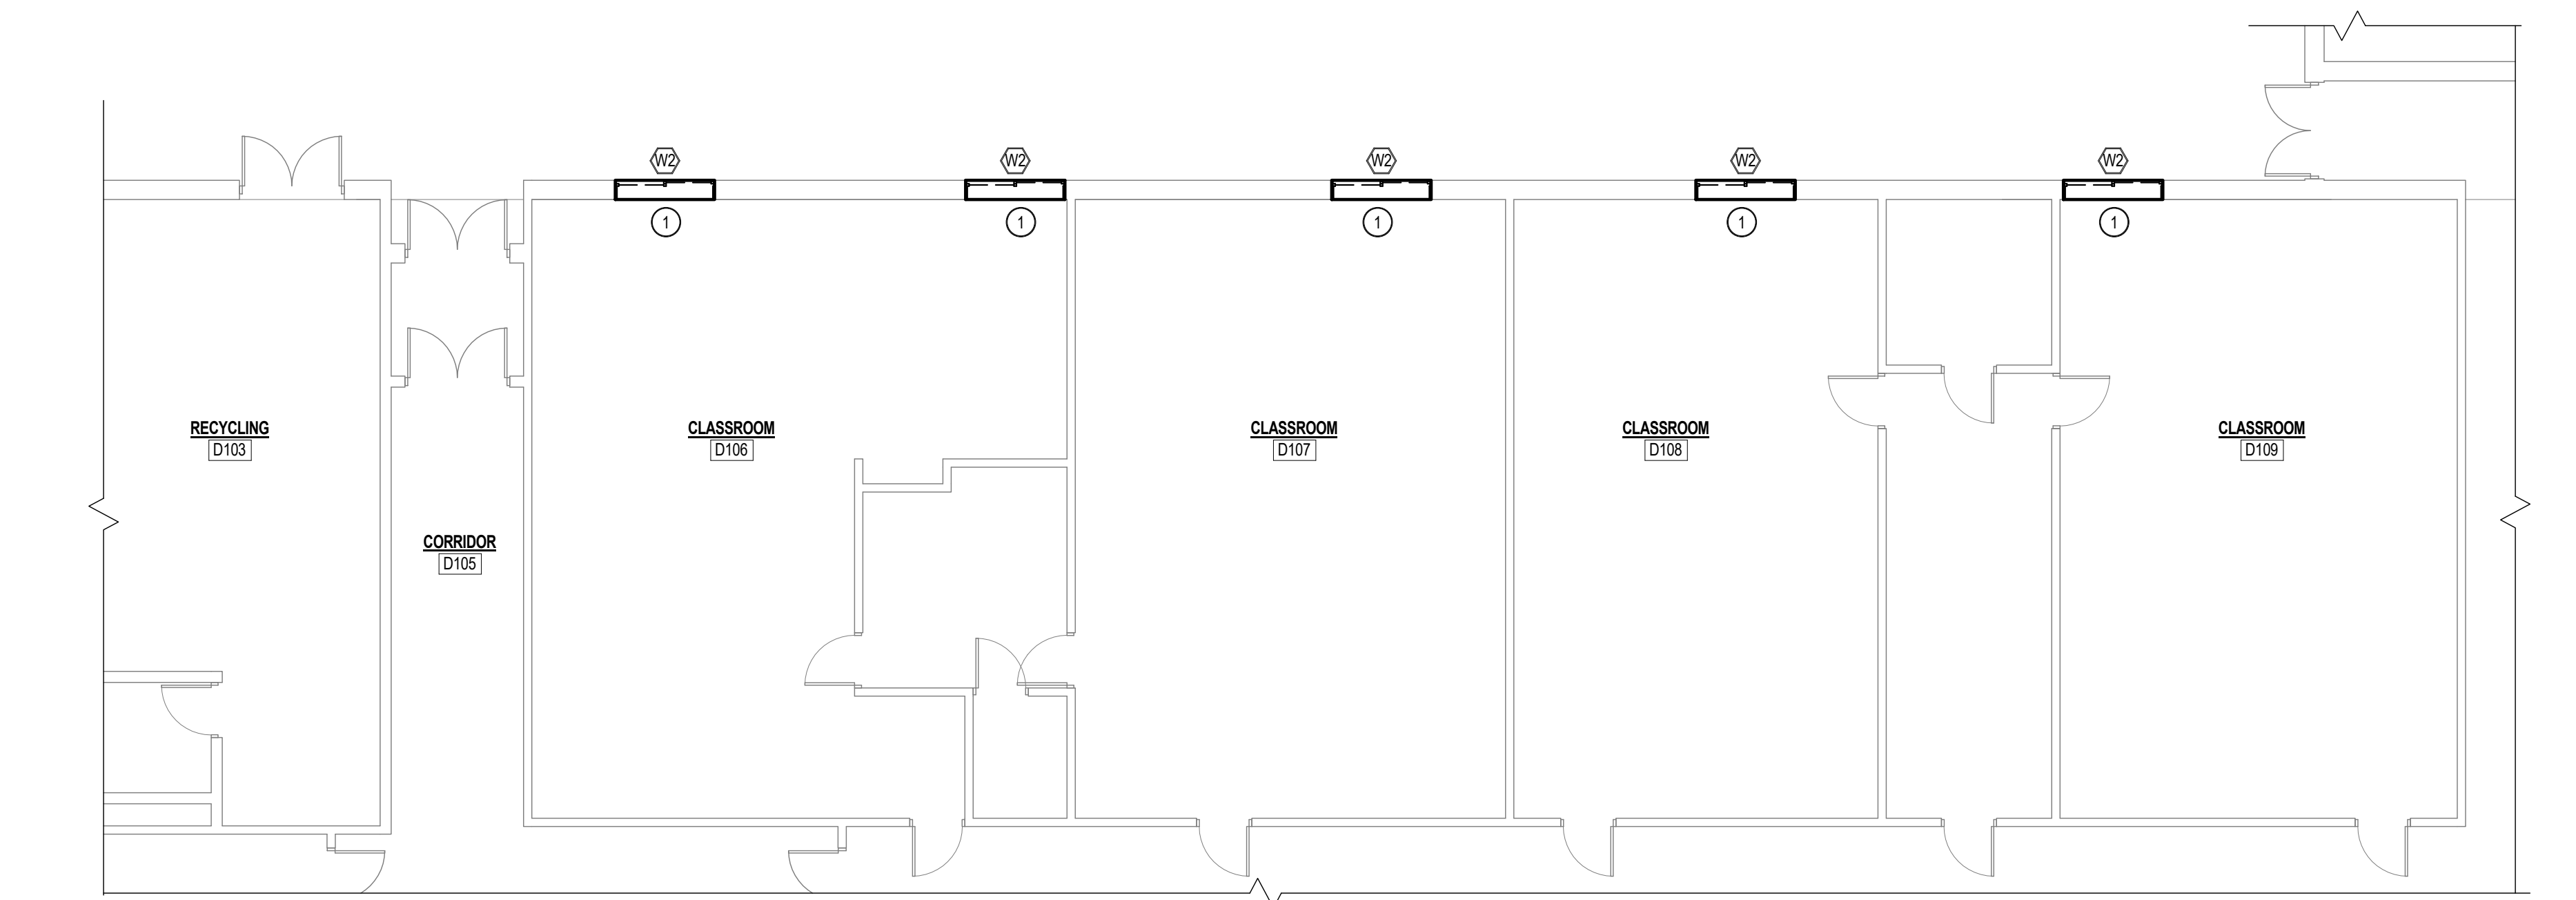 W2 W2 W2 W2 W2
1 1 1 1 1
RECYCLING
D103
CLASSROOM
D106
CLASSROOM
D107
CLASSROOM
D108
CLASSROOM
D109
CORRIDOR
D105